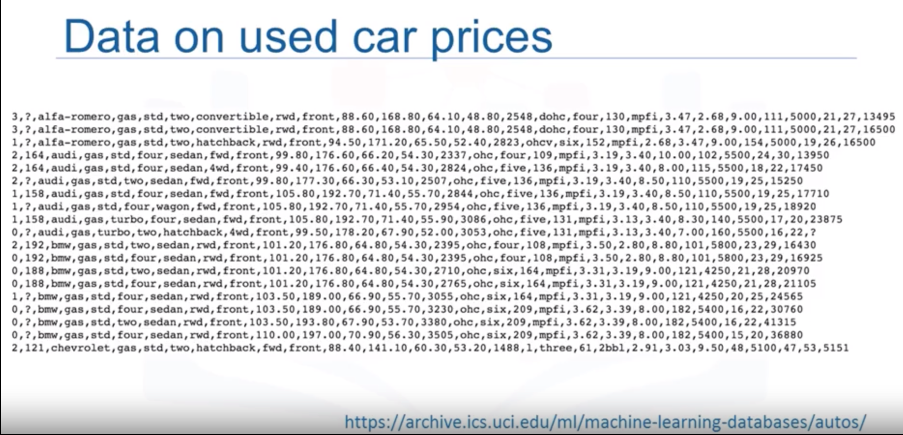 Data on used car prices
3,?,alfa-romero,gas,std,two,convertible,rwd,front,88.60,168.80,64.10,48.80,2548,dohc,four,130,mpfi,3.47,2.68,9.00,111,5000,21,27,13495
3,?,alfa-romero,gas,std,two,convertible,rwd,front,88.60,168.80,64.10,48.80,2548,dohc,four,130,mpfi,3.47,2.68,9.00,111,5000,21,27,16500
1,?,alfa-romero,gas,std,two,hatchback,rwd,front,94.50,171.20,65.50,52.40,2823,ohcv,six,152,mpfi,2.68,3.47,9.00,154,5000,19,26,16500
2,164,audi,gas,std,four,sedan,fwd,front,99.80,176.60,66.20,54.30,2337,ohc,four,109,mpfi,3.19,3.40,10.00,102,5500,24,30,13950
2,164,audi,gas,std,four,sedan,4wd,front,99.40,176.60,66.40,54.30,2824,ohc,five,136,mpfi,3.19,3.40,8.00,115,5500,18,22,17450
2,?,audi,gas,std,two,sedan,fwd,front,99.80,177.30,66.30,53.10,2507,ohc,five,136,mpfi,3.19,3.40,8.50,110,5500,19,25,15250
1,158,audi,gas,std,four,sedan,fwd,front,105.80,192.70,71.40,55.70,2844,ohc,five,136,mpfi,3.19,3.40,8.50,110,5500,19,25,17710
1,?,audi,gas,std,four,wagon,fwd,front,105.80,192.70,71.40,55.70,2954,ohc,five,136,mpfi,3.19,3.40,8.50,110,5500,19,25,18920
1,158,audi,gas,turbo,four,sedan,fwd,front,105.80,192.70,71.40,55.90,3086,ohc,five,131,mpfi,3.13,3.40,8.30,140,5500,17,20,23875
0,?,audi,gas,turbo,two,hatchback,4wd,front,99.50,178.20,67.90,52.00,3053,ohc,five,131,mpfi,3.13,3.40,7.00,160,5500,16,22,?
2,192,bmw,gas,std,two,sedan,rwd,front,101.20,176.80,64.80,54.30,2395,ohc,four,108,mpfi,3.50,2.80,8.80,101,5800,23,29,16430
0,192,bmw,gas,std,four,sedan,rwd,front,101.20,176.80,64.80,54.30,2395,ohc,four,108,mpfi,3.50,2.80,8.80,101,5800,23,29,16925
0,188,bmw,gas,std,two,sedan,rwd,front,101.20,176.80,64.80,54.30,2710,ohc,six,164,mpfi,3.31,3.19,9.00,121,4250,21,28,20970
0,188,bmw,gas,std,four,sedan,rwd,front,101.20,176.80,64.80,54.30,2765,ohc,six,164,mpfi,3.31,3.19,9.00,121,4250,21,28,21105
1,?,bmw,gas,std,four,sedan,rwd,front,103.50,189.00,66.90,55.70,3055,ohc,six,164,mpfi,3.31,3.19,9.00,121,4250,20,25,24565
0,?,bmw,gas,std,four,sedan,rwd,front,103.50,189.00,66.90,55.70,3230,ohc,six,209,mpfi,3.62,3.39,8.00,182,5400,16,22,30760
0,?,bmw,gas,std,two,sedan,rwd,front,103.50,193.80,67.90,53.70,3380,ohc,six,209,mpfi,3.62,3.39,8.00,182,5400,16,22,41315
0,?,bmw,gas,std,four,sedan,rwd,front,110.00,197.00,70.90,56.30,3505,ohc,six,209,mpfi,3.62,3.39,8.00,182,5400,15,20,36880
2,121,chevrolet,gas,std,two,hatchback,fwd,front,88.40,141.10,60.30,53.20,1488,l,three,61,2bbl,2.91,3.03,9.50,48,5100,47,53,5151
https://archive.ics.uci.edu/ml/machine-learning-databases/autos/